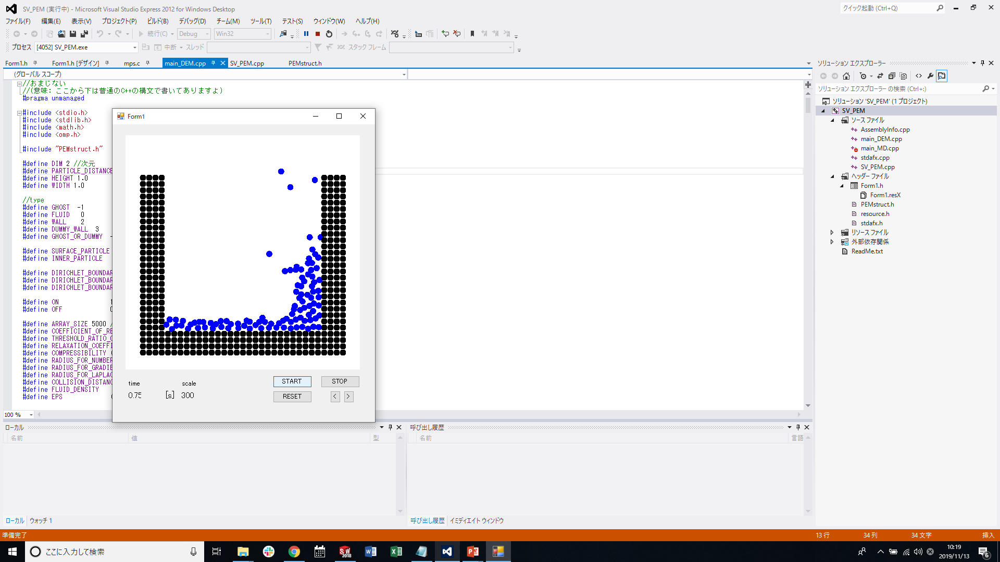 SV_PEM (実行中) - Microsoft Visual Studio Express 2012 for Windows Desktop
クイック起動 (Ctrl+Q)
ファイル(F) 編集(E) 表示(V) プロジェクト(P) ビルド(B) デバッグ(D) チーム(M) ツール(T) テスト(S) ウィンドウ(W) ヘルプ(H)
続行(C) Debug Win32
プロセス [4052] SV_PEM.exe 中断 スレッド スタック フレーム
Form1.h Form1.h [デザイン] mps.c main_DEM.cpp SV_PEM.cpp PEMstruct.h
(グローバル スコープ)
//おまじない
//(意味: ここから下は普通のC++の構文で書いてありますよ)
#pragma unmanaged
#include <stdio.h>
#include <stdlib.h>
#include <math.h>
#include <omp.h>
#include "PEMstruct.h"
#define DIM 2 //次元
#define PARTICLE_DISTANCE
#define HEIGHT 1.0
#define WIDTH 1.0
//type
#define GHOST -1
#define FLUID 0
#define WALL 2
#define DUMMY_WALL 3
#define GHOST_OR_DUMMY -
#define SURFACE_PARTICLE
#define INNER_PARTICLE
#define DIRICHLET_BOUNDAR
#define DIRICHLET_BOUNDAR
#define DIRICHLET_BOUNDAR
#define ON 1
#define OFF 0
#define ARRAY_SIZE 5000 /
#define COEFFICIENT_OF_RE
#define THRESHOLD_RATIO_O
#define RELAXATION_COEFFI
#define COMPRESSIBILITY (
#define RADIUS_FOR_NUMBER
#define RADIUS_FOR_GRADIE
#define RADIUS_FOR_LAPLAC
#define COLLISION_DISTANC
#define FLUID_DENSITY
#define EPS
100 %
Form1
time scale
0.75 [s] 300
START STOP
RESET < >
ソリューション エクスプローラー
ソリューション エクスプローラー の検索 (Ctrl+:)
ソリューション 'SV_PEM' (1 プロジェクト)
SV_PEM
ソース ファイル
AssemblyInfo.cpp
main_DEM.cpp
main_MD.cpp
stdafx.cpp
SV_PEM.cpp
ヘッダー ファイル
Form1.h
Form1.resX
PEMstruct.h
resource.h
stdafx.h
リソース ファイル
外部依存関係
ReadMe.txt
ローカル
名前 値 型
呼び出し履歴
名前 言語
ローカル ウォッチ 1
呼び出し履歴 イミディエイト ウィンドウ
準備完了 13 行 34 列 34 文字 挿入
ここに入力して検索
SW 2018
10:19
2019/11/13
6